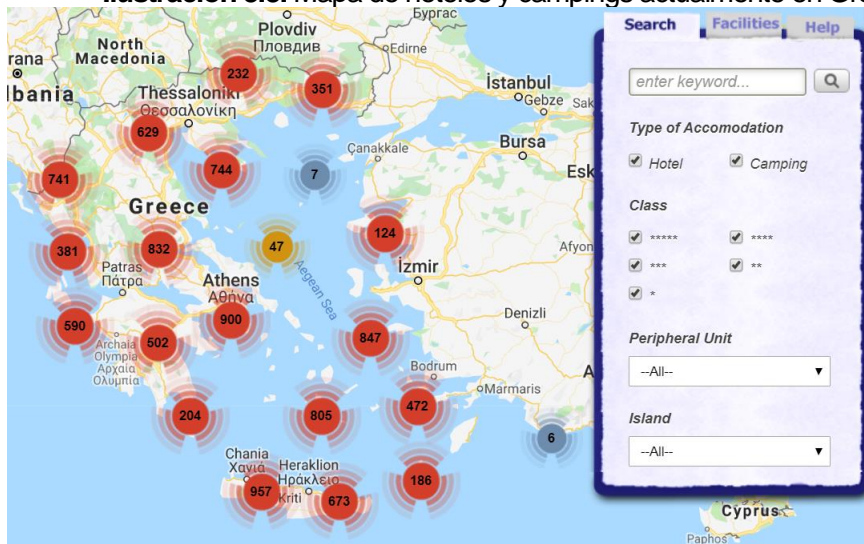 Mapa de hoteles y campings actualmente en
Бургас
Plovdiv
Пловдив
Edirne
North
Macedonia
rana
bania
232
351
Thessaloniki
Θεσσαλονίκη
629
İstanbul
Gebze
Sak
Çanakkale
Bursa
Esk
741
744
7
Greece
381
832
47
124
Afyon
Patras
Πάτρα
İzmir
Athens
Αθήνα
Aegean Sea
590
502
900
847
Denizli
Archaia
Olympia
Αρχαία
Ολυμπία
Bodrum
A
Marmaris
204
805
472
6
Chania
Χανιά
Heraklion
Ηράκλειο
Kriti
957
673
186
Cyprus
Paphos
Search
Facilities
Help
enter keyword...
Type of Accomodation
Hotel
Camping
Class
***** ****
*** **
*
Peripheral Unit
--All--
Island
--All--